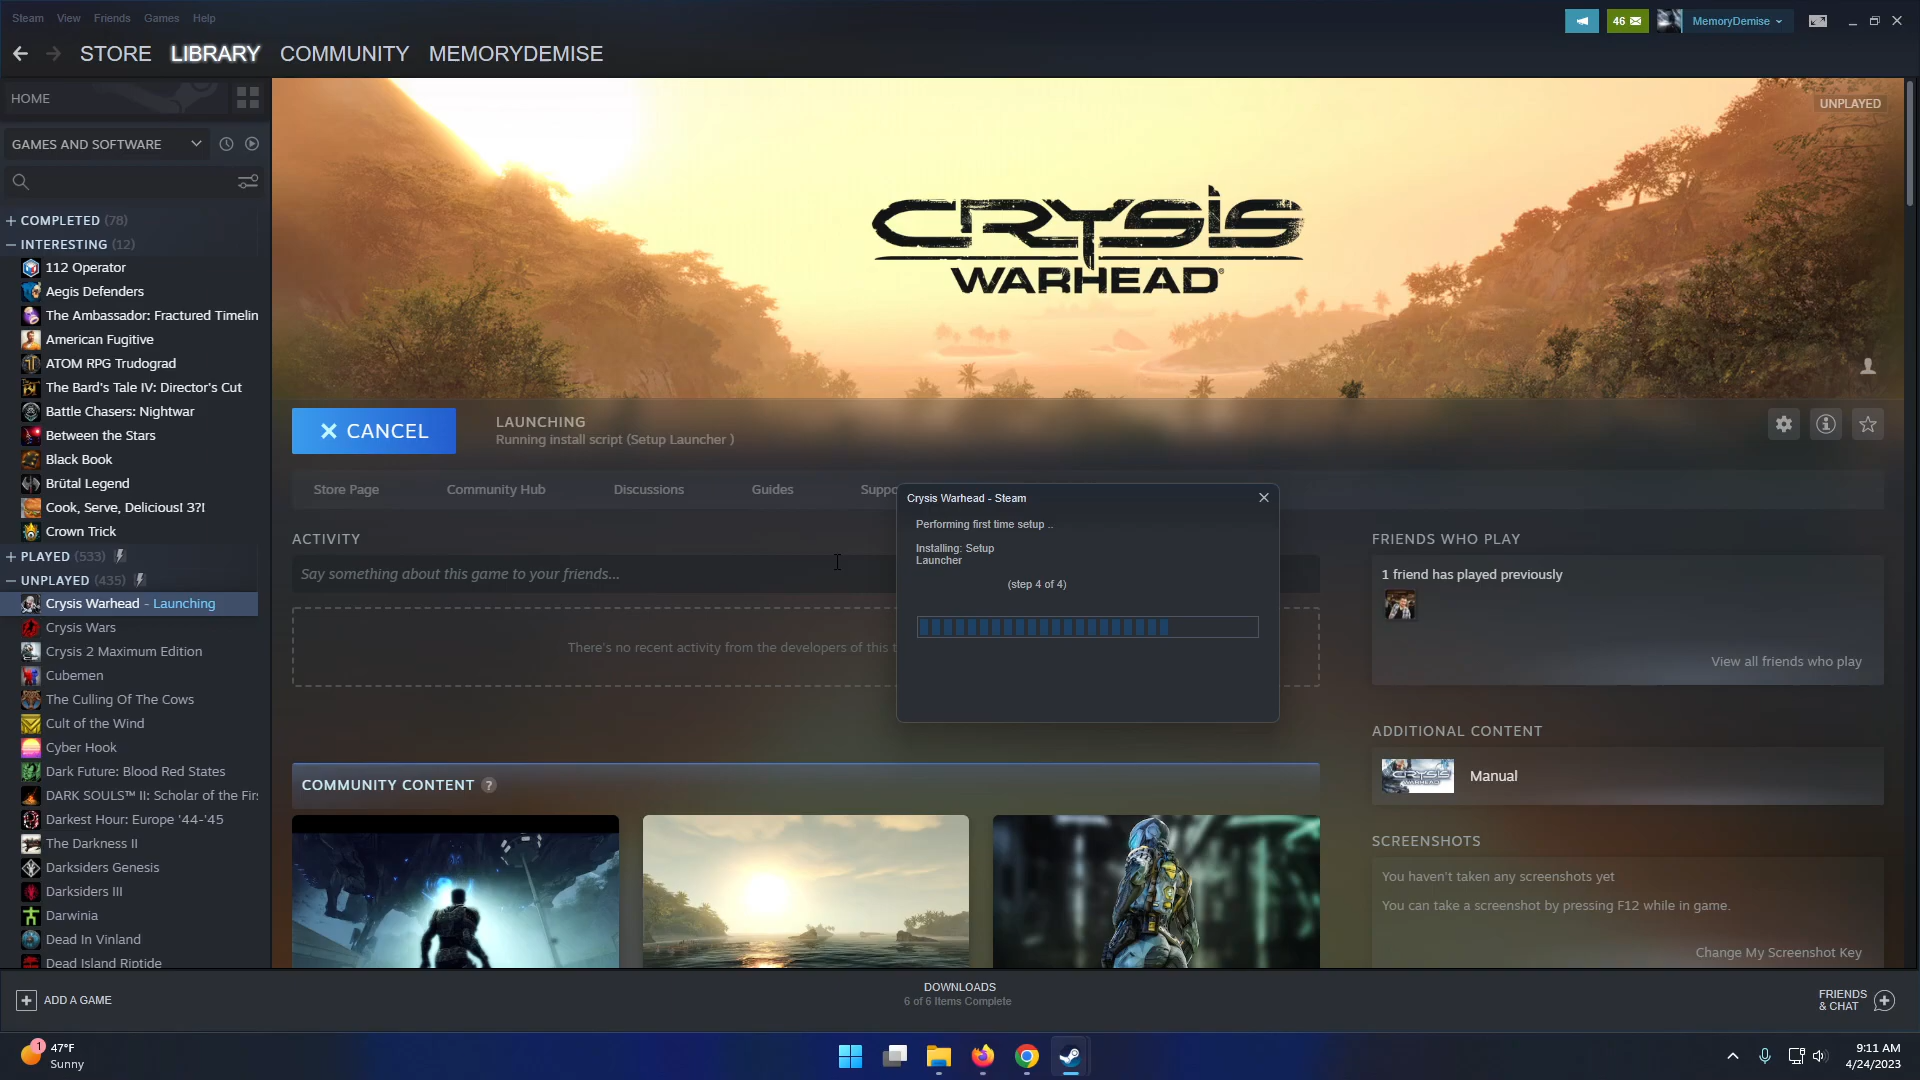 Steam View Friends Games Help
46 MemoryDemise
STORE LIBRARY COMMUNITY MEMORYDEMISE
HOME
GAMES AND SOFTWARE
+ COMPLETED (78)
− INTERESTING (12)
112 Operator
Aegis Defenders
The Ambassador: Fractured Timelin
American Fugitive
ATOM RPG Trudograd
The Bard's Tale IV: Director's Cut
Battle Chasers: Nightwar
Between the Stars
Black Book
Brütal Legend
Cook, Serve, Delicious! 3?!
Crown Trick
+ PLAYED (533)
− UNPLAYED (435)
Crysis Warhead - Launching
Crysis Wars
Crysis 2 Maximum Edition
Cubemen
The Culling Of The Cows
Cult of the Wind
Cyber Hook
Dark Future: Blood Red States
DARK SOULS™ II: Scholar of the Fir
Darkest Hour: Europe '44-'45
The Darkness II
Darksiders Genesis
Darksiders III
Darwinia
Dead In Vinland
Dead Island Riptide
UNPLAYED
CRYSIS
WARHEAD®
CANCEL
LAUNCHING
Running install script (Setup Launcher )
Store Page Community Hub Discussions Guides Suppo
ACTIVITY
Say something about this game to your friends...
There's no recent activity from the developers of this t
Crysis Warhead - Steam
Performing first time setup ..
Installing: Setup
Launcher
(step 4 of 4)
COMMUNITY CONTENT ?
FRIENDS WHO PLAY
1 friend has played previously
View all friends who play
ADDITIONAL CONTENT
CRYSIS
WARHEAD
Manual
SCREENSHOTS
You haven't taken any screenshots yet
You can take a screenshot by pressing F12 while in game.
Change My Screenshot Key
ADD A GAME
DOWNLOADS
6 of 6 Items Complete
FRIENDS
& CHAT
1
47°F
Sunny
9:11 AM
4/24/2023